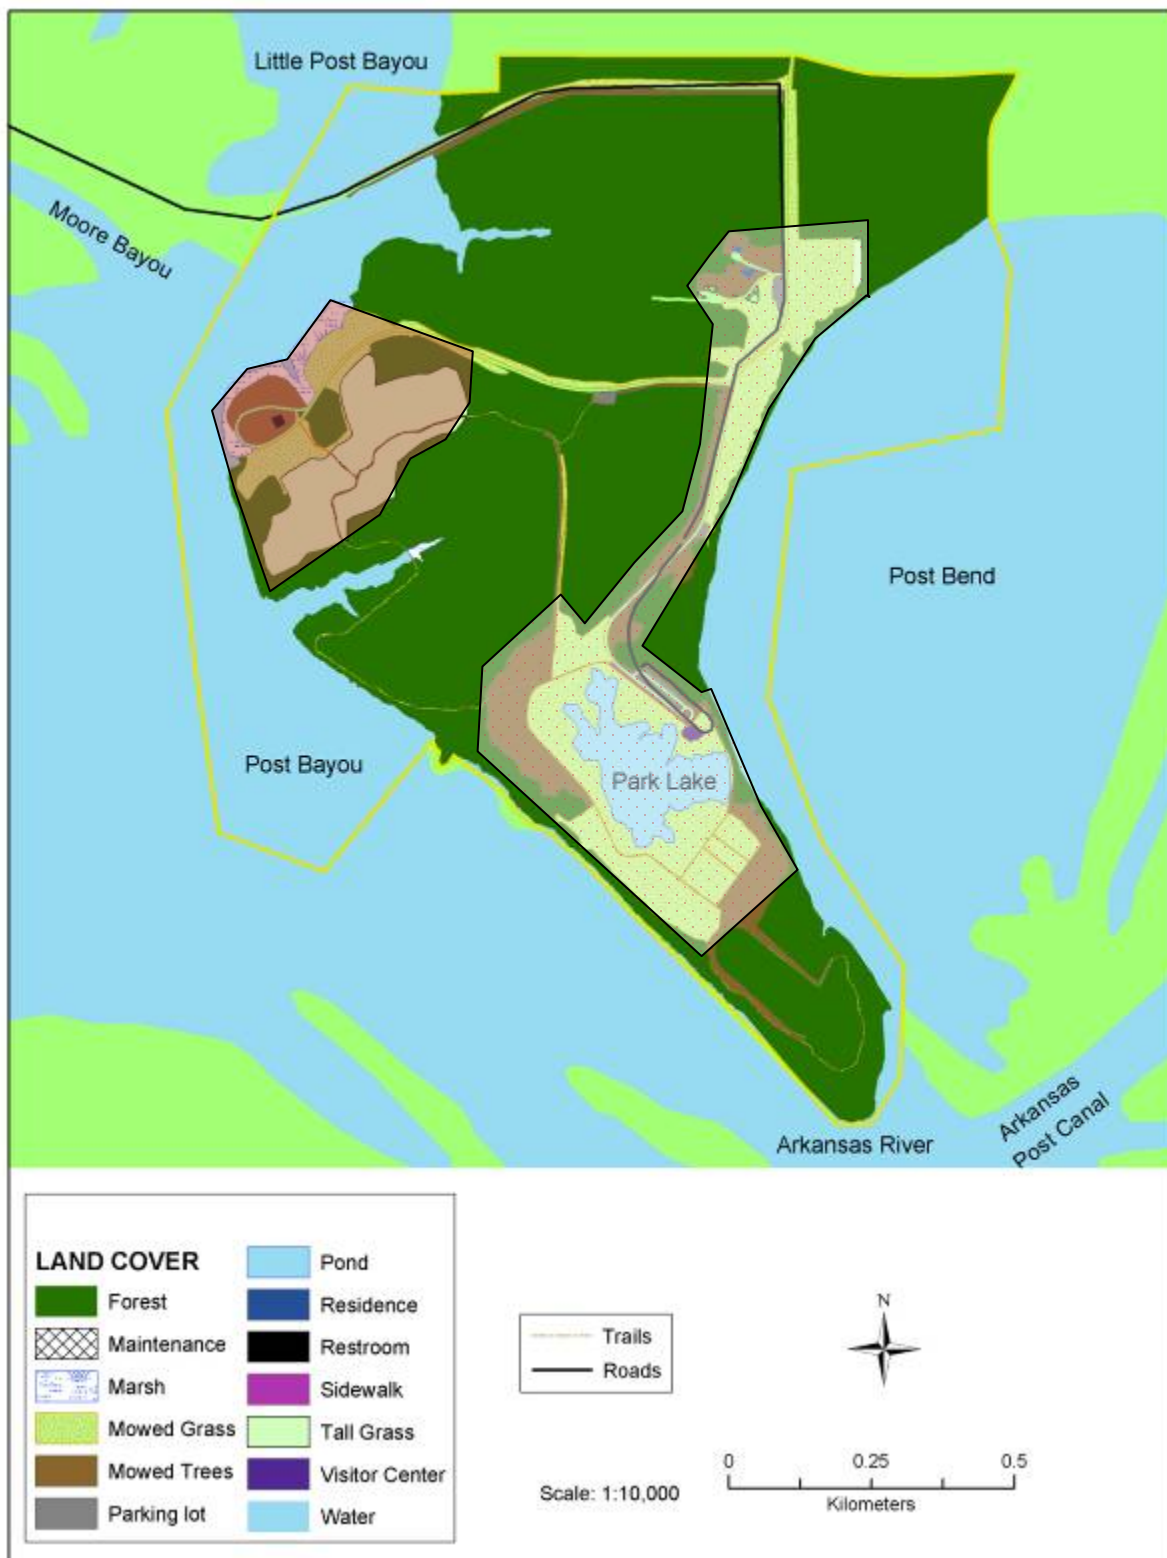 Little Post Bayou
Moore Bayou
Post Bend
Post Bayou
Park Lake
Arkansas River
Arkansas
Post Canal
LAND COVER
Forest
Maintenance
Marsh
Mowed Grass
Mowed Trees
Parking lot
Pond
Residence
Restroom
Sidewalk
Tall Grass
Visitor Center
Water
Trails
Roads
Scale: 1:10,000
N
0 0.25 0.5
Kilometers